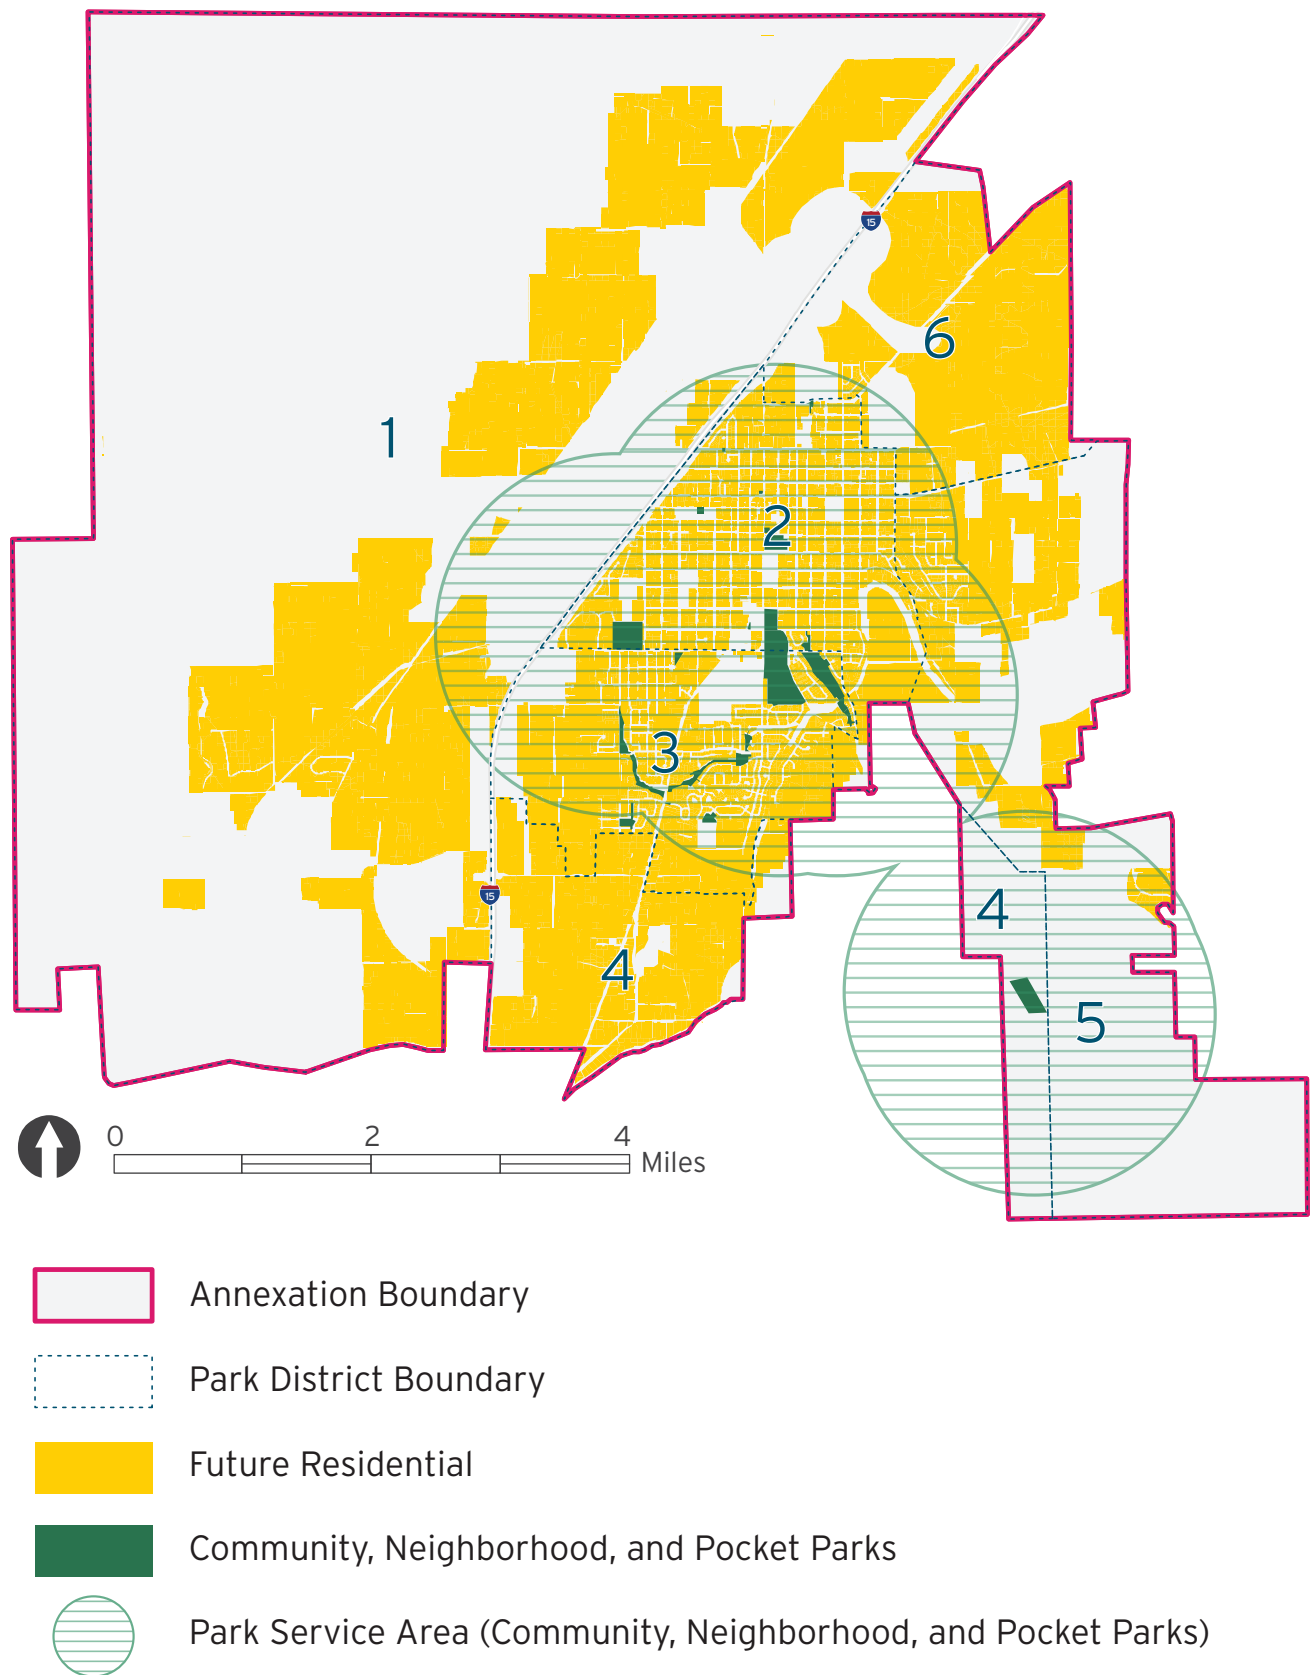 15
6
1
2
3
15
4
4
5
0 2 4
Miles
Annexation Boundary
Park District Boundary
Future Residential
Community, Neighborhood, and Pocket Parks
Park Service Area (Community, Neighborhood, and Pocket Parks)